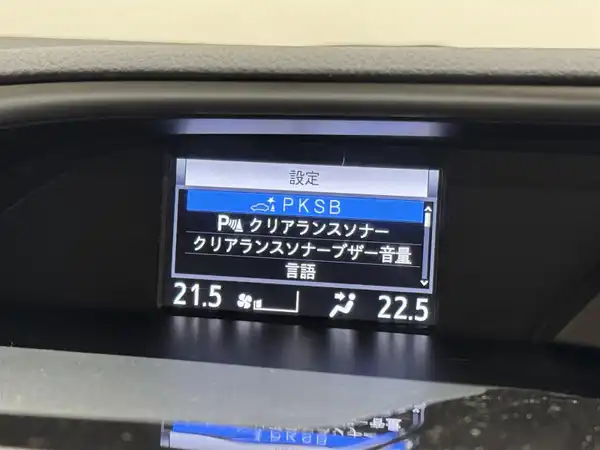 設定
PKSB
P クリアランスソナー
クリアランスソナーブザー音量
言語
21.5 22.5